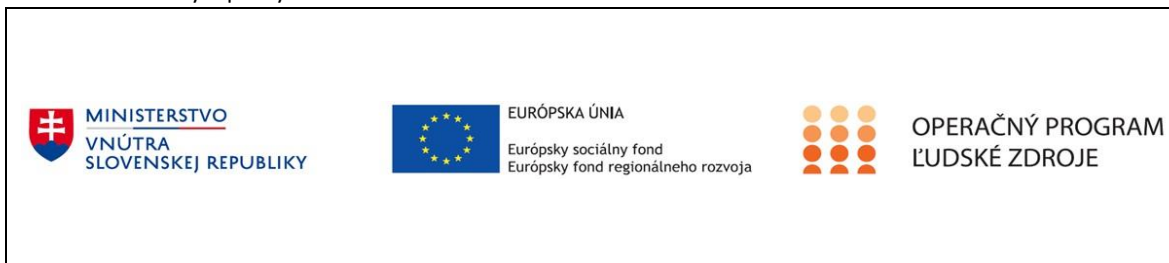 MINISTERSTVO
VNÚTRA
SLOVENSKEJ REPUBLIKY
EURÓPSKA ÚNIA
Európsky sociálny fond
Európsky fond regionálneho rozvoja
OPERAČNÝ PROGRAM
ĽUDSKÉ ZDROJE